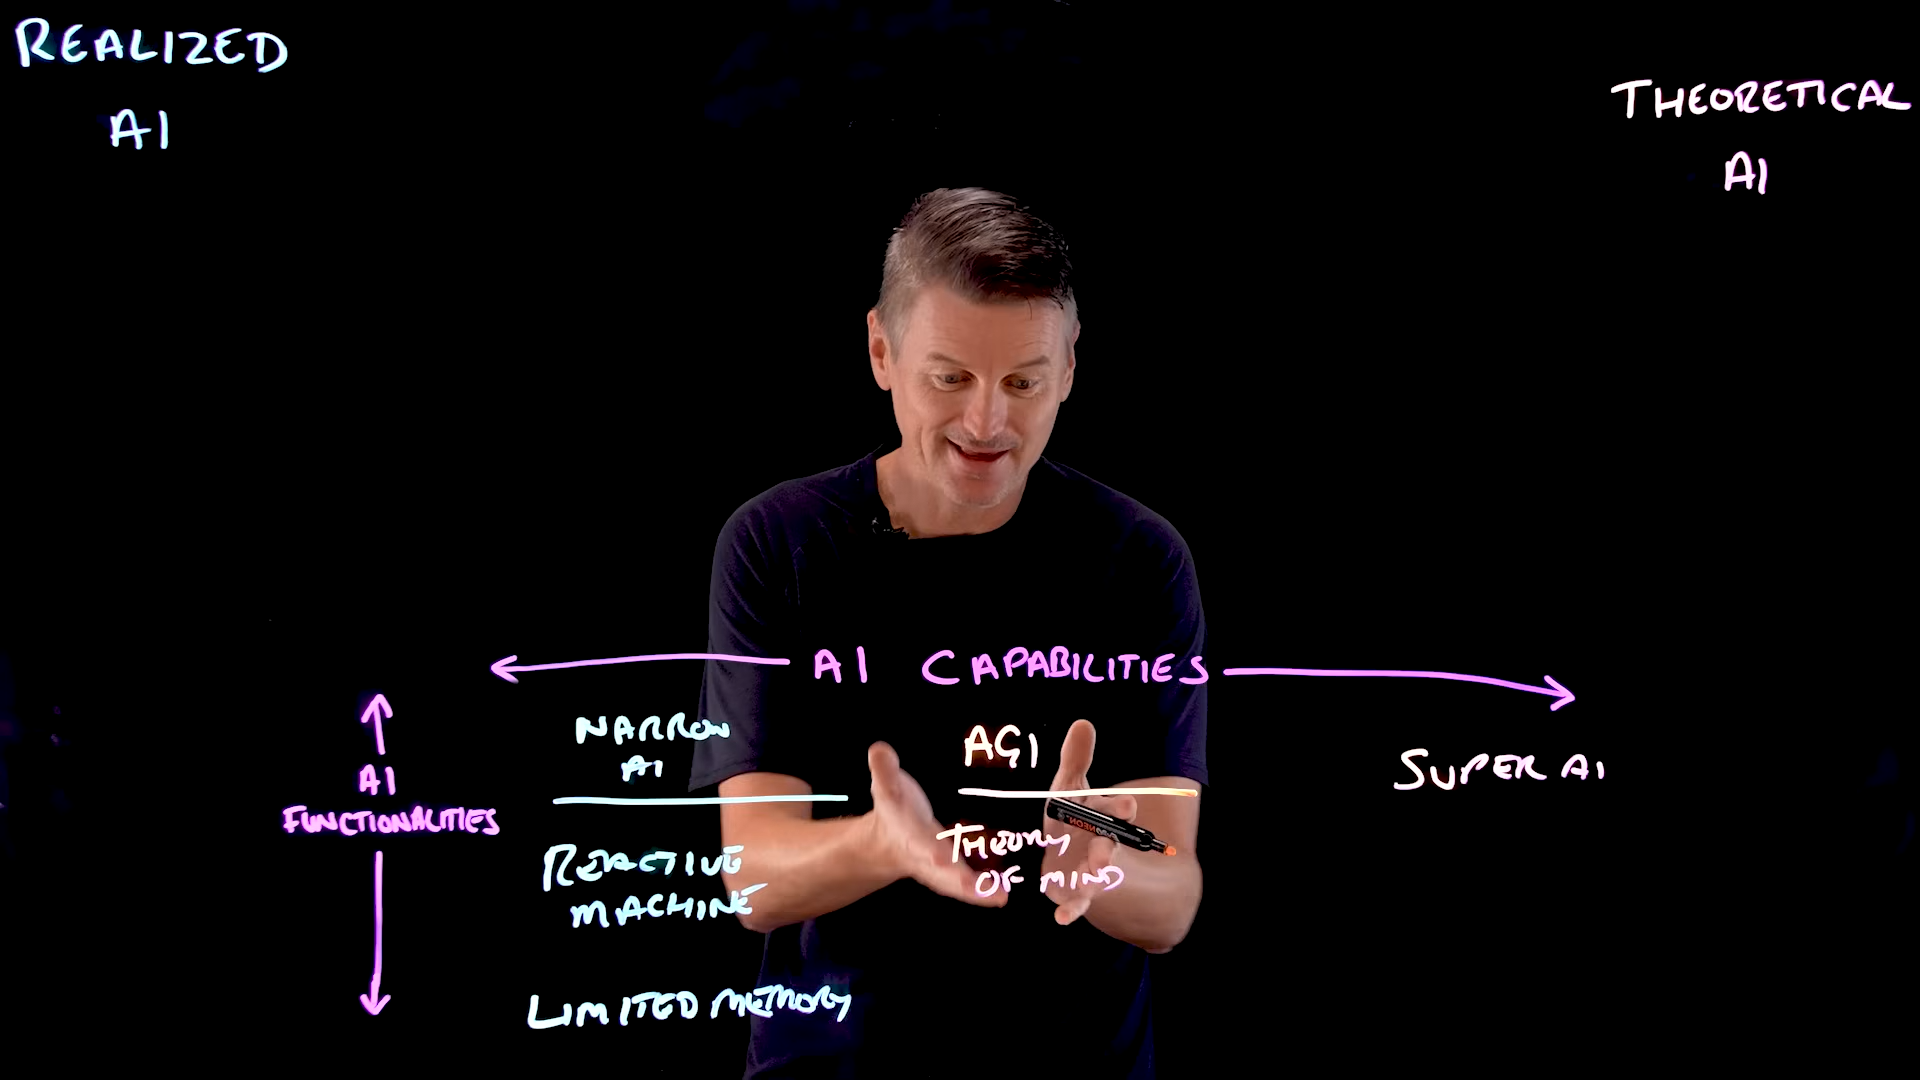 REALIZED
AI
THEORETICAL
AI
AI CAPABILITIES
NARROW
AI
AGI
SUPER AI
AI
FUNCTIONALITIES
REACTIVE
MACHINE
THEORY
OF MIND
LIMITED MEMORY